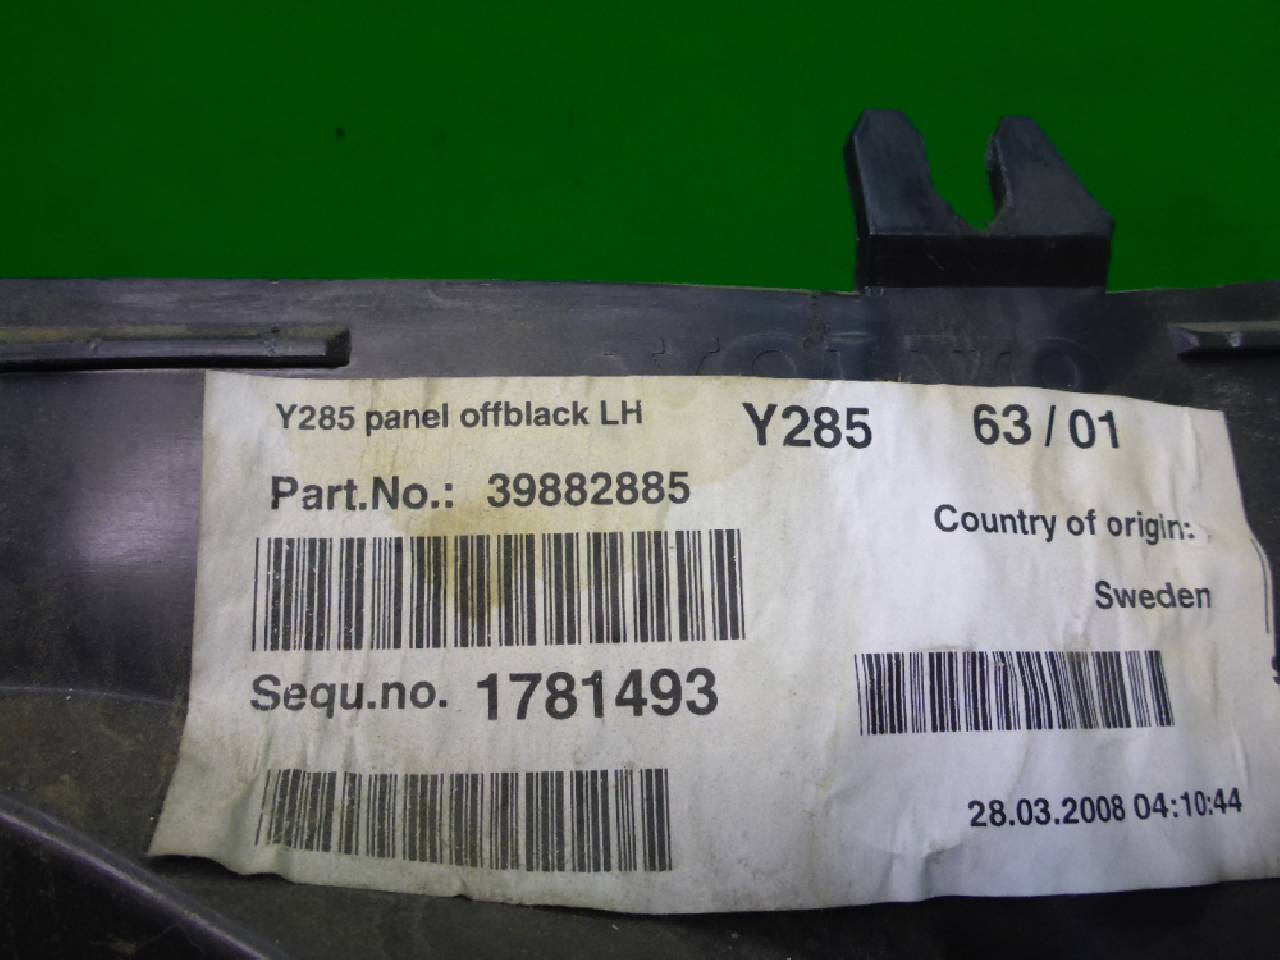 VOLVO
Y285 panel offblack LH
Y285 63/01
Part.No.: 39882885
Country of origin:
Sweden
Sequ.no. 1781493
28.03.2008 04:10:44